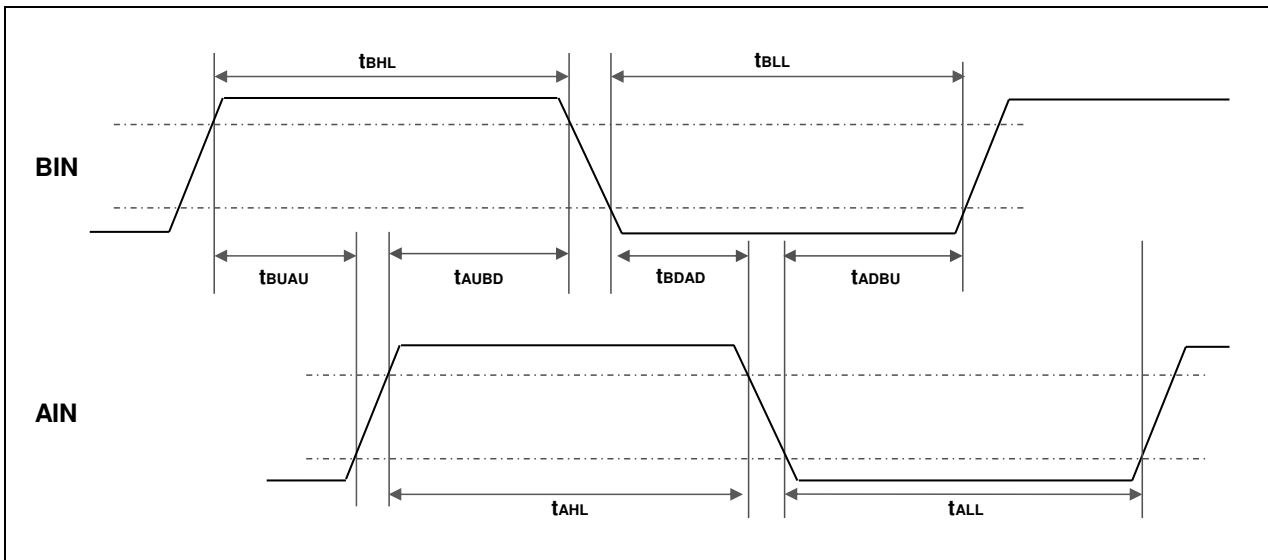 tBHL
tBLL
BIN
tBUAU
tAUBD
tBDAD
tADBU
AIN
tAHL
tALL